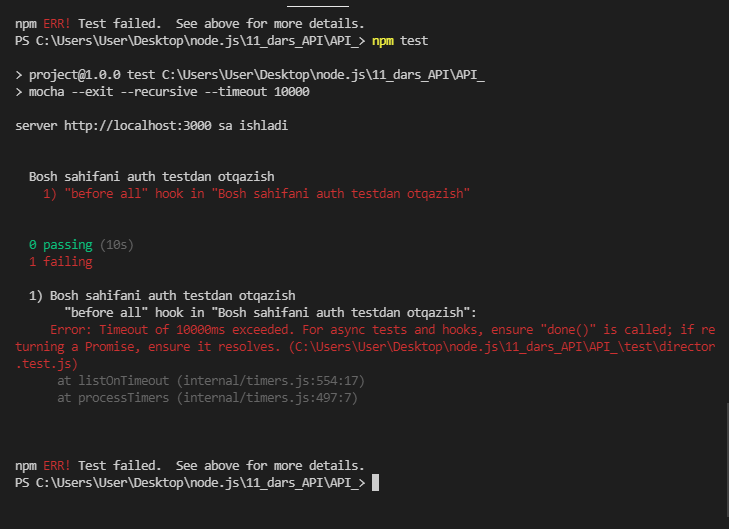 npm ERR! Test failed.  See above for more details.
PS C:\Users\User\Desktop\node.js\11_dars_API\API_> npm test
> project@1.0.0 test C:\Users\User\Desktop\node.js\11_dars_API\API_
> mocha --exit --recursive --timeout 10000
server http://localhost:3000 sa ishladi
Bosh sahifani auth testdan otqazish
1) "before all" hook in "Bosh sahifani auth testdan otqazish"
0 passing (10s)
1 failing
1) Bosh sahifani auth testdan otqazish
"before all" hook in "Bosh sahifani auth testdan otqazish":
Error: Timeout of 10000ms exceeded. For async tests and hooks, ensure "done()" is called; if re
turning a Promise, ensure it resolves. (C:\Users\User\Desktop\node.js\11_dars_API\API_\test\director
.test.js)
at listOnTimeout (internal/timers.js:554:17)
at processTimers (internal/timers.js:497:7)
npm ERR! Test failed.  See above for more details.
PS C:\Users\User\Desktop\node.js\11_dars_API\API_>